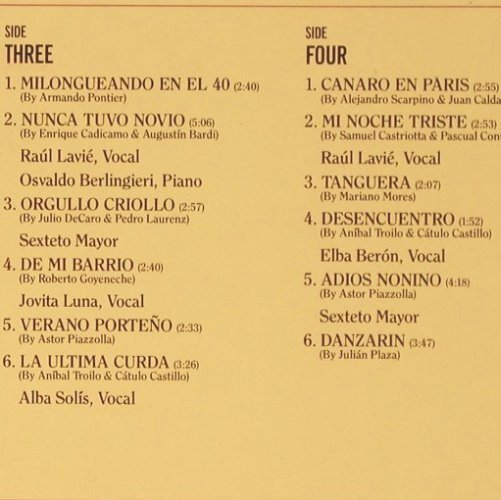 SIDE
THREE
1. MILONGUEANDO EN EL 40 (2:40)
(By Armando Pontier)
2. NUNCA TUVO NOVIO (5:06)
(By Enrique Cadicamo & Augustín Bardi)
Raúl Lavié, Vocal
Osvaldo Berlingieri, Piano
3. ORGULLO CRIOLLO (2:57)
(By Julio DeCaro & Pedro Laurenz)
Sexteto Mayor
4. DE MI BARRIO (2:40)
(By Roberto Goyeneche)
Jovita Luna, Vocal
5. VERANO PORTEÑO (2:33)
(By Astor Piazzolla)
6. LA ULTIMA CURDA (3:26)
(By Aníbal Troilo & Cátulo Castillo)
Alba Solís, Vocal
SIDE
FOUR
1. CANARO EN PARIS (2:55)
(By Alejandro Scarpino & Juan Calda
2. MI NOCHE TRISTE (2:53)
(By Samuel Castriotta & Pascual Con
Raúl Lavié, Vocal
3. TANGUERA (2:07)
(By Mariano Mores)
4. DESENCUENTRO (1:52)
(By Aníbal Troilo & Cátulo Castillo)
Elba Berón, Vocal
5. ADIOS NONINO (4:18)
(By Astor Piazzolla)
Sexteto Mayor
6. DANZARIN (3:47)
(By Julián Plaza)